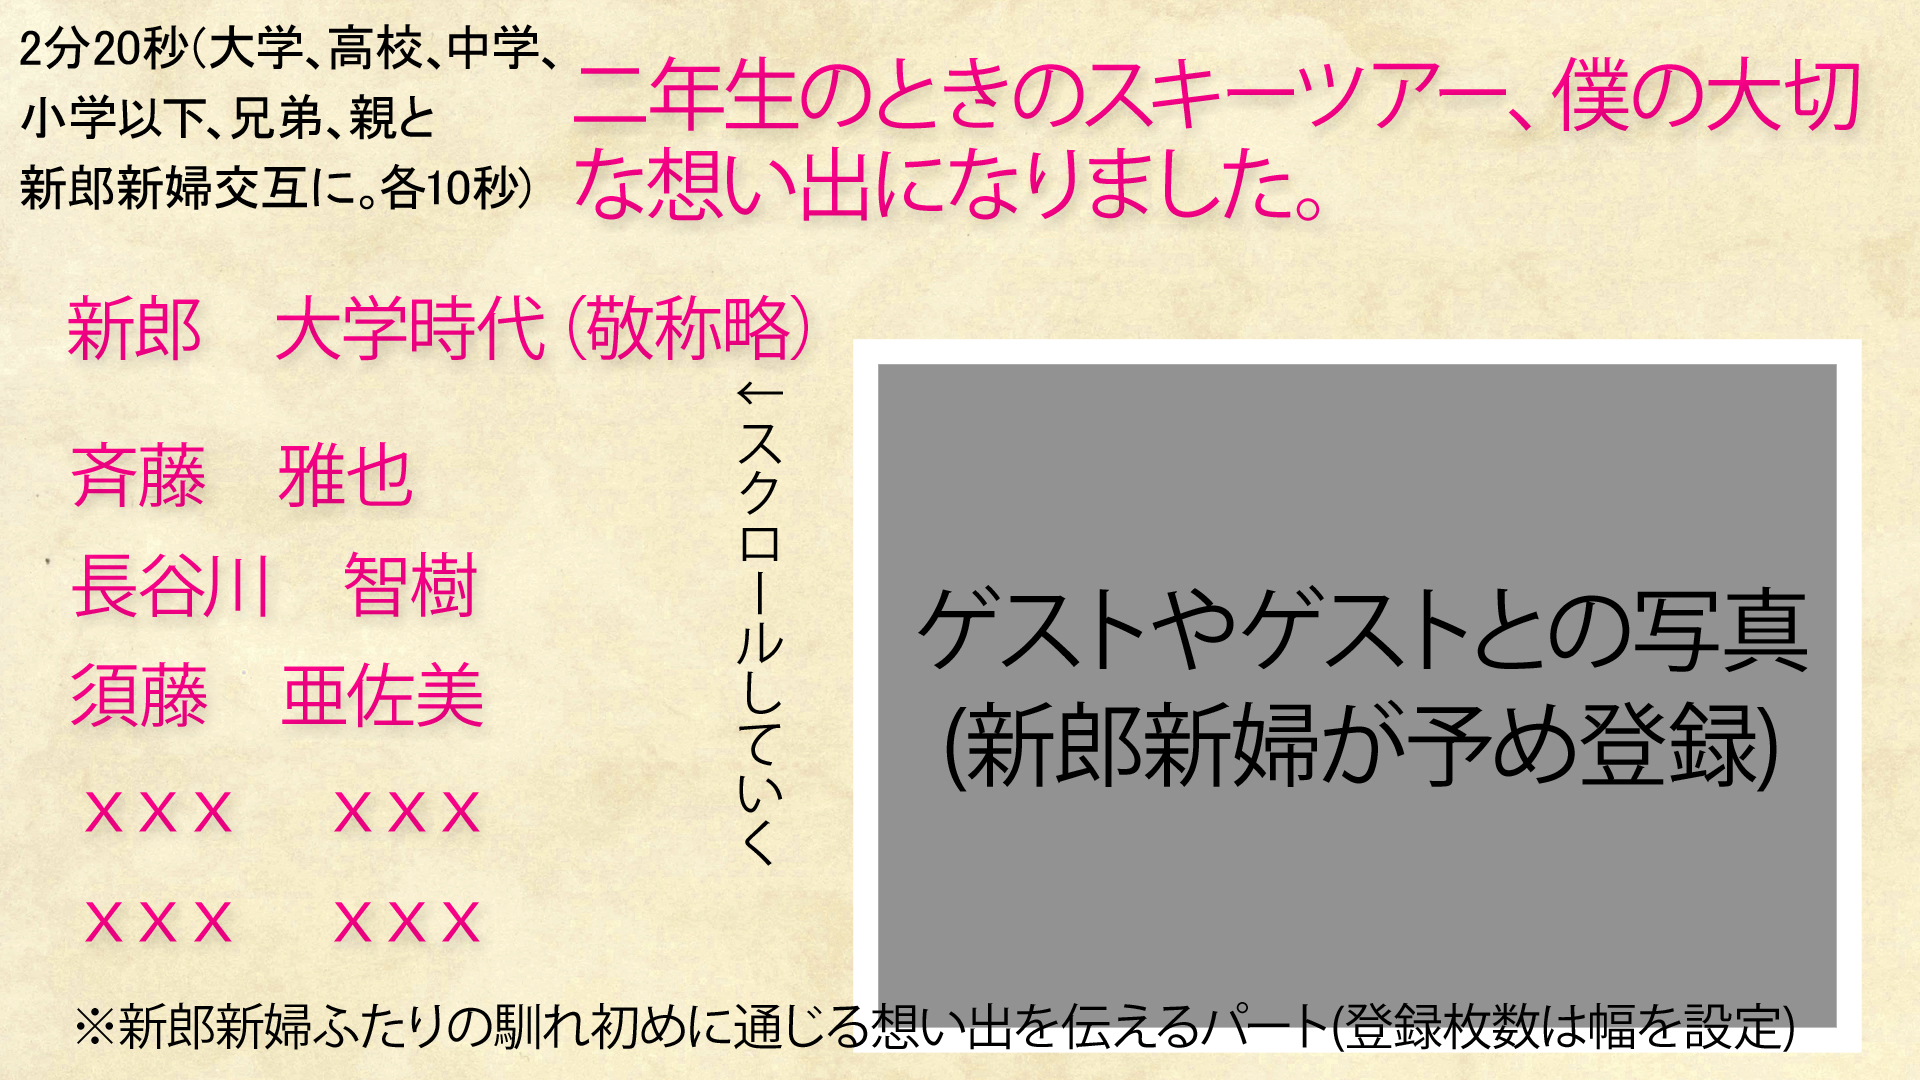 2分20秒(大学、高校、中学、
小学以下、兄弟、親と
新郎新婦交互に。各10秒)
二年生のときのスキーツアー、僕の大切
な想い出になりました。
新郎　大学時代(敬称略)
斉藤　雅也
長谷川　智樹
須藤　亜佐美
xxx　xxx
xxx　xxx
←スクロールしていく
ゲストやゲストとの写真
(新郎新婦が予め登録)
※新郎新婦ふたりの馴れ初めに通じる想い出を伝えるパート(登録枚数は幅を設定)